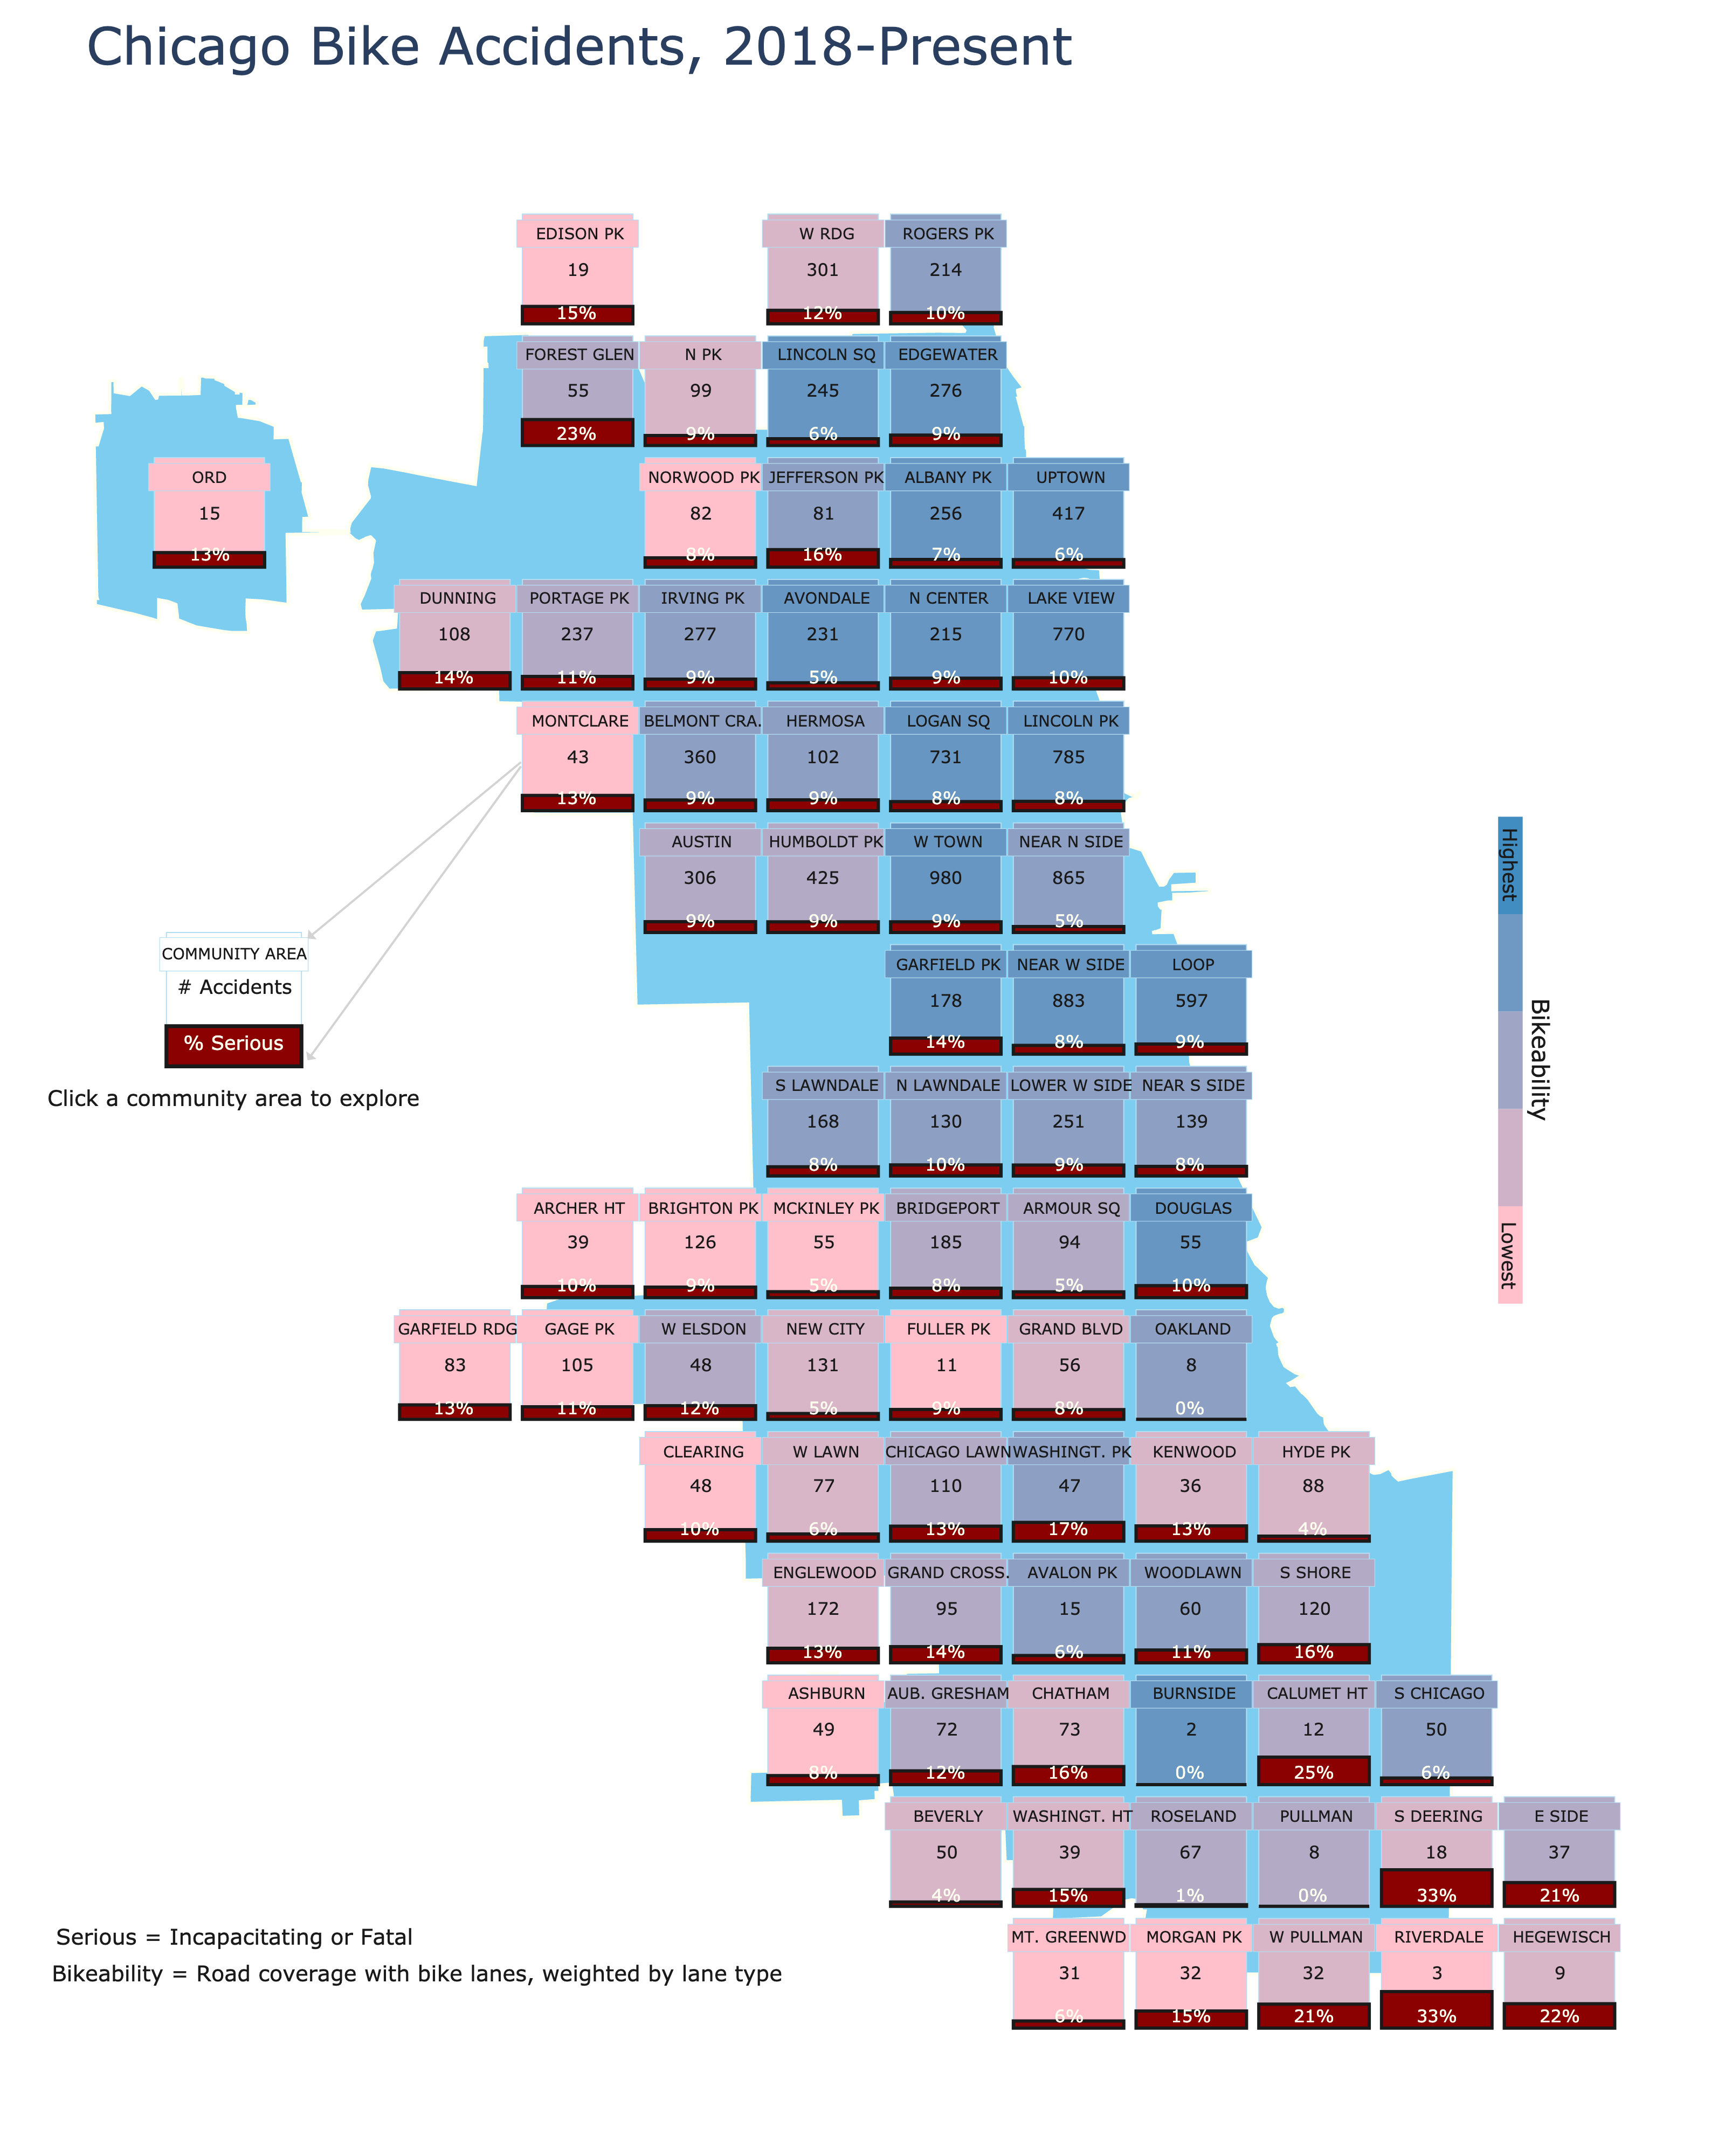 Chicago Bike Accidents, 2018-Present
EDISON PK W RDG ROGERS PK
19 301 214
15% 12% 10%
FOREST GLEN N PK LINCOLN SQ EDGEWATER
55 99 245 276
23% 9% 6% 9%
ORD NORWOOD PK JEFFERSON PK ALBANY PK UPTOWN
15 82 81 256 417
13% 8% 16% 7% 6%
DUNNING PORTAGE PK IRVING PK AVONDALE N CENTER LAKE VIEW
108 237 277 231 215 770
14% 11% 9% 5% 9% 10%
MONTCLARE BELMONT CRA. HERMOSA LOGAN SQ LINCOLN PK
43 360 102 731 785
13% 9% 9% 8% 8%
AUSTIN HUMBOLDT PK W TOWN NEAR N SIDE
306 425 980 865
9% 9% 9% 5%
GARFIELD PK NEAR W SIDE LOOP
178 883 597
14% 8% 9%
S LAWNDALE N LAWNDALE LOWER W SIDE NEAR S SIDE
168 130 251 139
8% 10% 9% 8%
ARCHER HT BRIGHTON PK MCKINLEY PK BRIDGEPORT ARMOUR SQ DOUGLAS
39 126 55 185 94 55
10% 9% 5% 8% 5% 10%
GARFIELD RDG GAGE PK W ELSDON NEW CITY FULLER PK GRAND BLVD OAKLAND
83 105 48 131 11 56 8
13% 11% 12% 5% 9% 8% 0%
CLEARING W LAWN CHICAGO LAWN WASHINGT. PK KENWOOD HYDE PK
48 77 110 47 36 88
10% 6% 13% 17% 13% 4%
ENGLEWOOD GRAND CROSS. AVALON PK WOODLAWN S SHORE
172 95 15 60 120
13% 14% 6% 11% 16%
ASHBURN AUB. GRESHAM CHATHAM BURNSIDE CALUMET HT S CHICAGO
49 72 73 2 12 50
8% 12% 16% 0% 25% 6%
BEVERLY WASHINGT. HT ROSELAND PULLMAN S DEERING E SIDE
50 39 67 8 18 37
4% 15% 1% 0% 33% 21%
MT. GREENWD MORGAN PK W PULLMAN RIVERDALE HEGEWISCH
31 32 32 3 9
6% 15% 21% 33% 22%
COMMUNITY AREA
# Accidents
% Serious
Click a community area to explore
Highest
Bikeability
Lowest
Serious = Incapacitating or Fatal
Bikeability = Road coverage with bike lanes, weighted by lane type